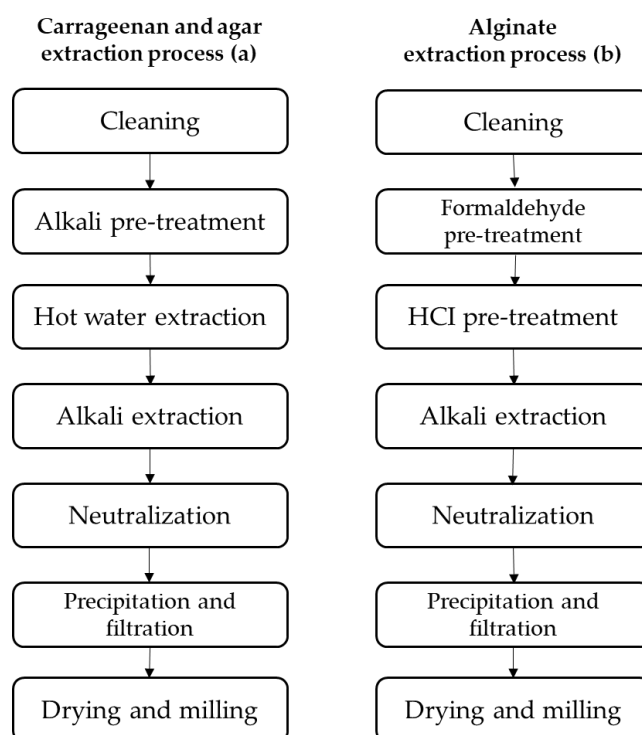 Carrageenan and agar
extraction process (a)
Cleaning
Alkali pre-treatment
Hot water extraction
Alkali extraction
Neutralization
Precipitation and
filtration
Drying and milling
Alginate
extraction process (b)
Cleaning
Formaldehyde
pre-treatment
HCI pre-treatment
Alkali extraction
Neutralization
Precipitation and
filtration
Drying and milling